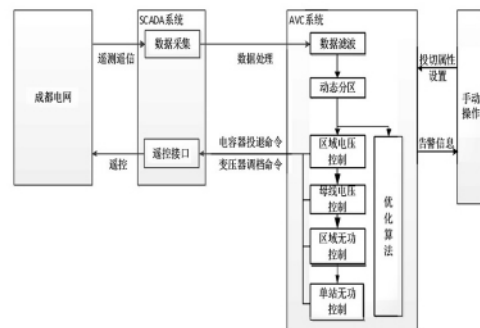 SCADA系统
AVC系统
成都电网
遥测遥信
数据采集
数据处理
数据滤波
动态分区
投切属性
设置
手动
操作
告警信息
遥控
遥控接口
电容器投退命令
变压器调档命令
区域电压
控制
母线电压
控制
区域无功
控制
单站无功
控制
优化算法